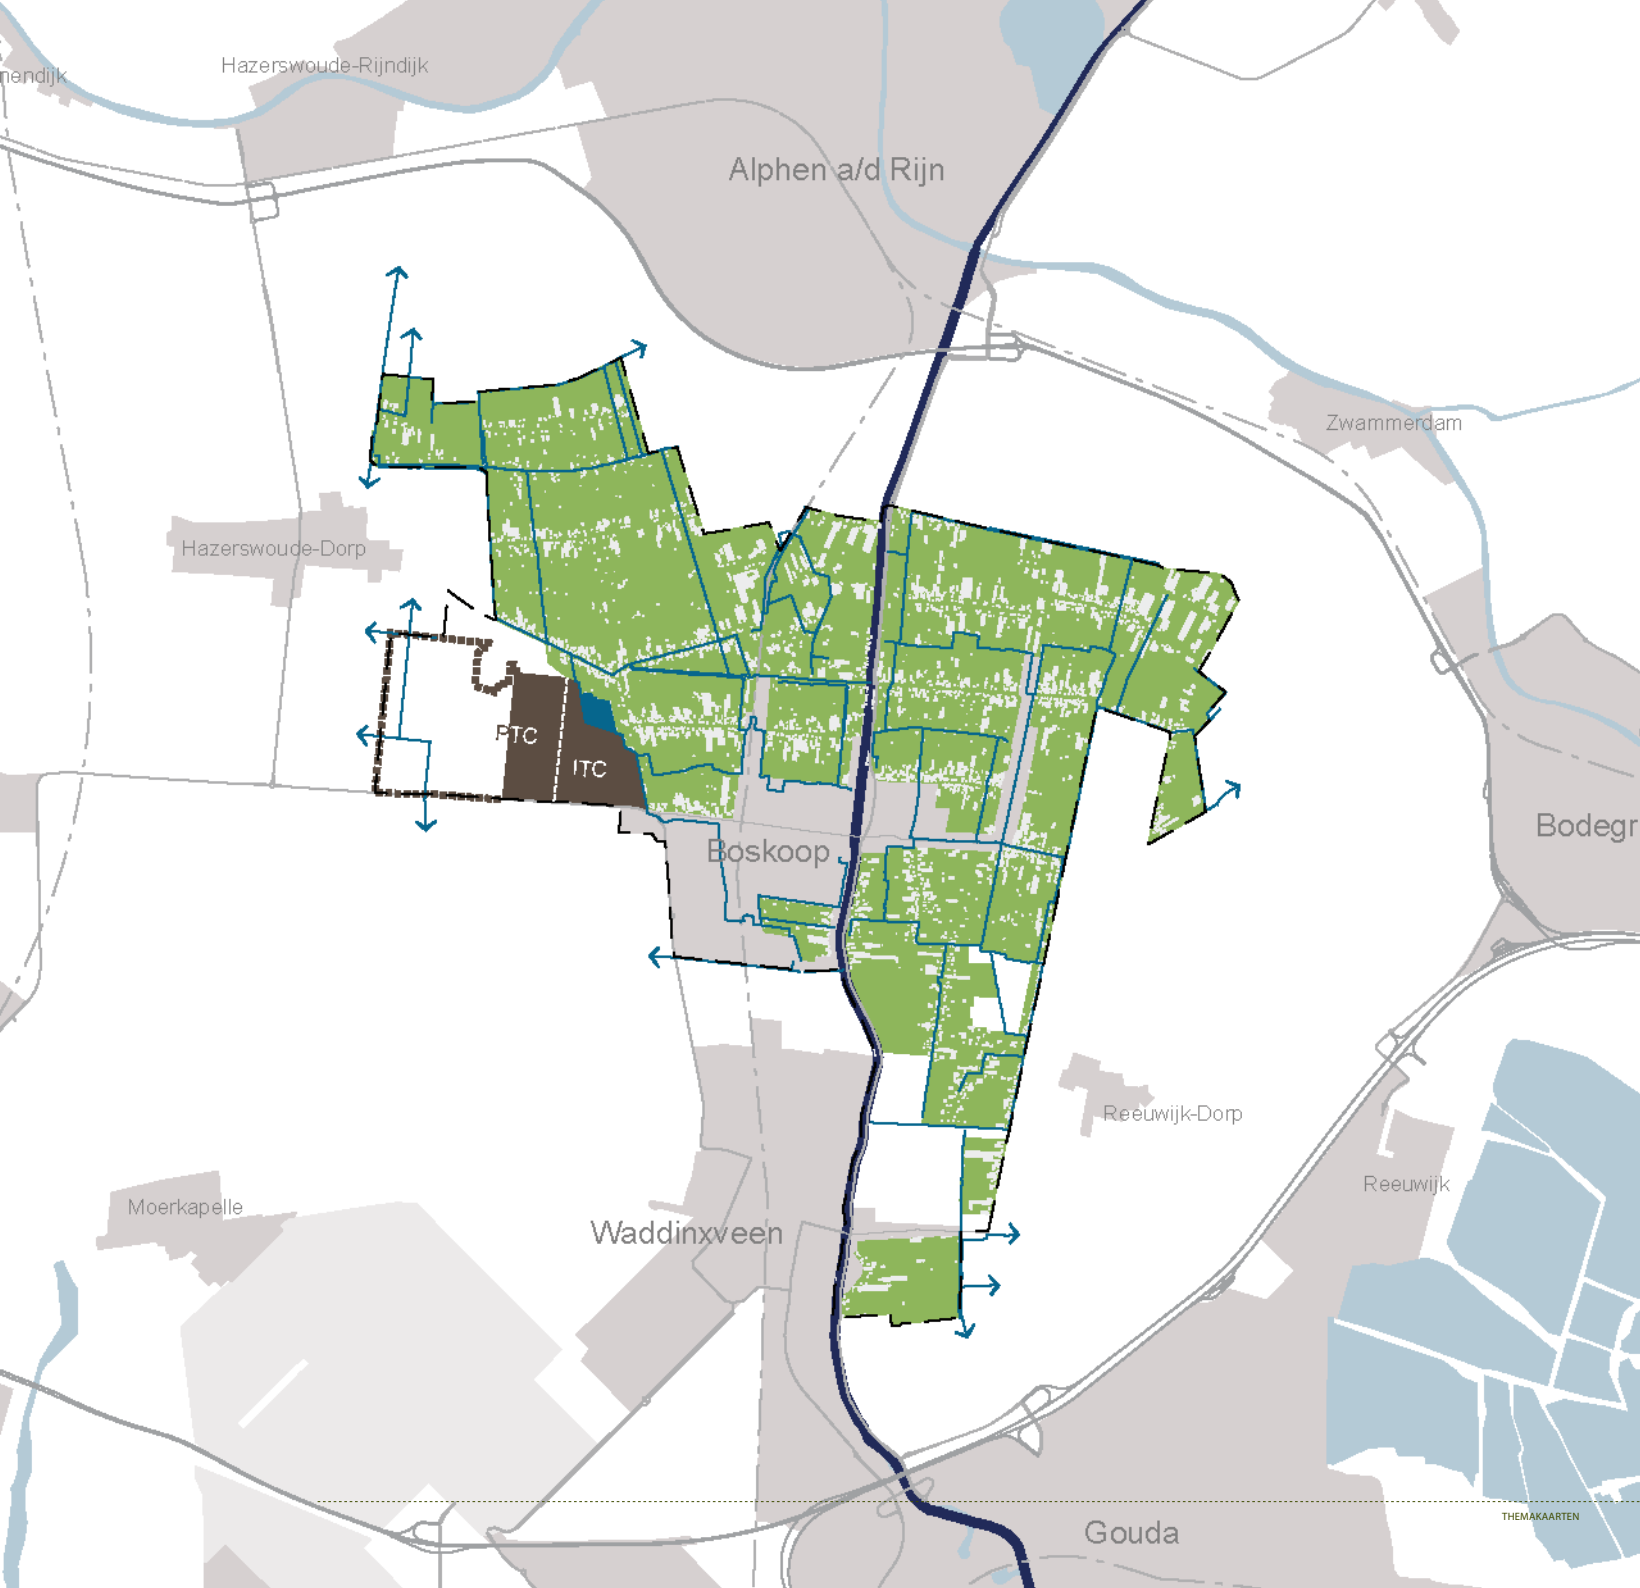 Hazerswoude-Rijndijk
nendijk
Alphen a/d Rijn
Zwammerdam
Hazerswoude-Dorp
PTC
ITC
Bodegr
Boskoop
Reeuwijk-Dorp
Reeuwijk
Moerkapelle
Waddinxveen
THEMAKAARTEN
Gouda